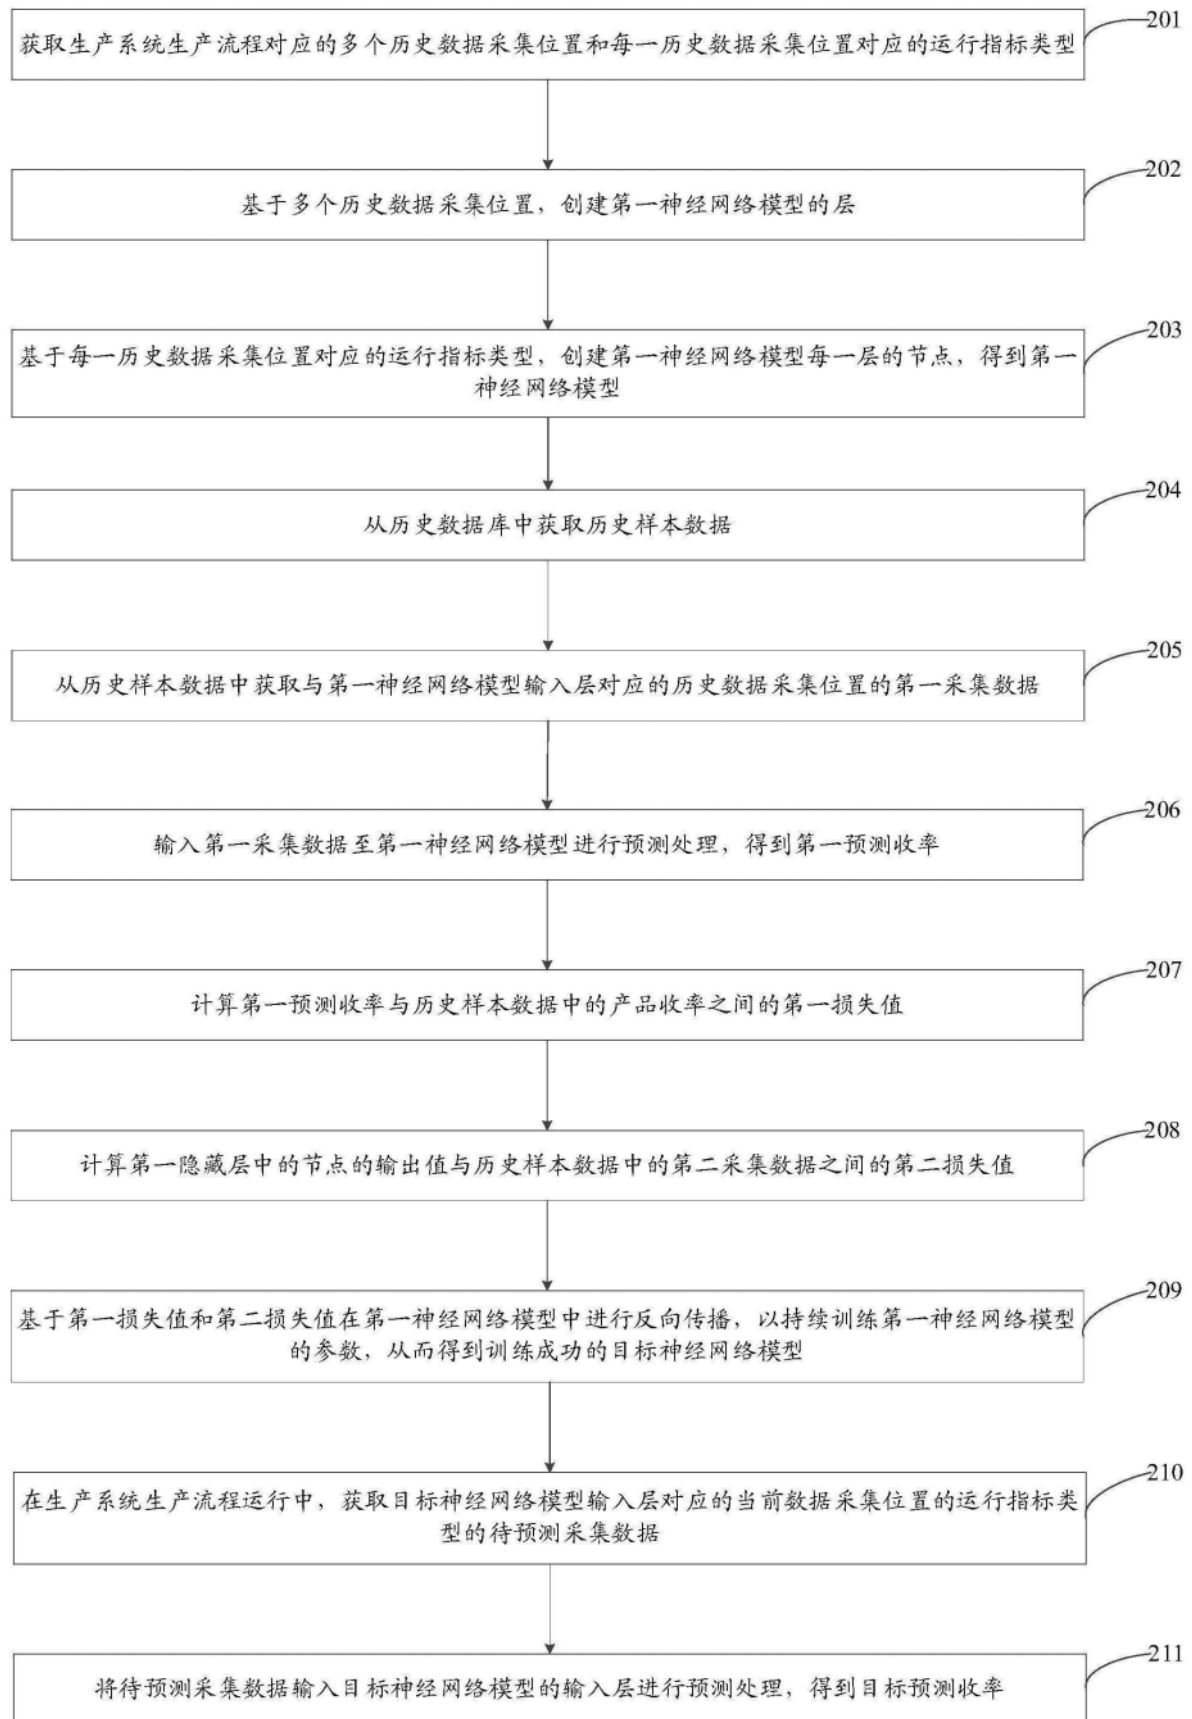 获取生产系统生产流程对应的多个历史数据采集位置和每一历史数据采集位置对应的运行指标类型
201
基于多个历史数据采集位置，创建第一神经网络模型的层
202
基于每一历史数据采集位置对应的运行指标类型，创建第一神经网络模型每一层的节点，得到第一
神经网络模型
203
从历史数据库中获取历史样本数据
204
从历史样本数据中获取与第一神经网络模型输入层对应的历史数据采集位置的第一采集数据
205
输入第一采集数据至第一神经网络模型进行预测处理，得到第一预测收率
206
计算第一预测收率与历史样本数据中的产品收率之间的第一损失值
207
计算第一隐藏层中的节点的输出值与历史样本数据中的第二采集数据之间的第二损失值
208
基于第一损失值和第二损失值在第一神经网络模型中进行反向传播，以持续训练第一神经网络模型
的参数，从而得到训练成功的目标神经网络模型
209
在生产系统生产流程运行中，获取目标神经网络模型输入层对应的当前数据采集位置的运行指标类
型的待预测采集数据
210
将待预测采集数据输入目标神经网络模型的输入层进行预测处理，得到目标预测收率
211